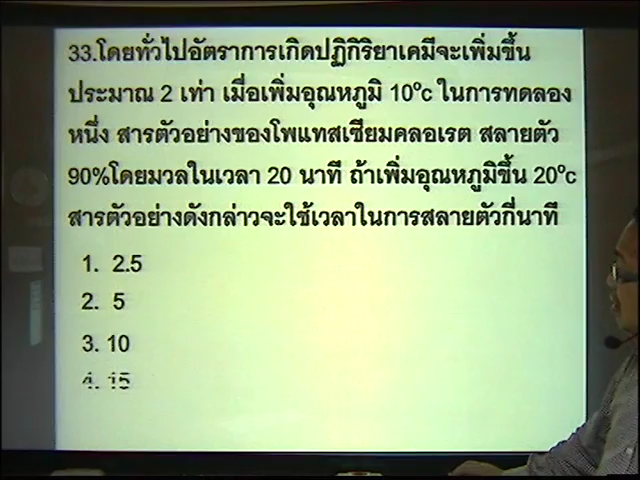 33.โดยทั่วไปอัตราการเกิดปฏิกิริยาเคมีจะเพิ่มขึ้น
ประมาณ 2 เท่า เมื่อเพิ่มอุณหภูมิ 10ºc ในการทดลอง
หนึ่ง สารตัวอย่างของโพแทสเซียมคลอเรต สลายตัว
90%โดยมวลในเวลา 20 นาที ถ้าเพิ่มอุณหภูมิขึ้น 20ºc
สารตัวอย่างดังกล่าวจะใช้เวลาในการสลายตัวกี่นาที
1. 2.5
2. 5
3. 10
4. 15